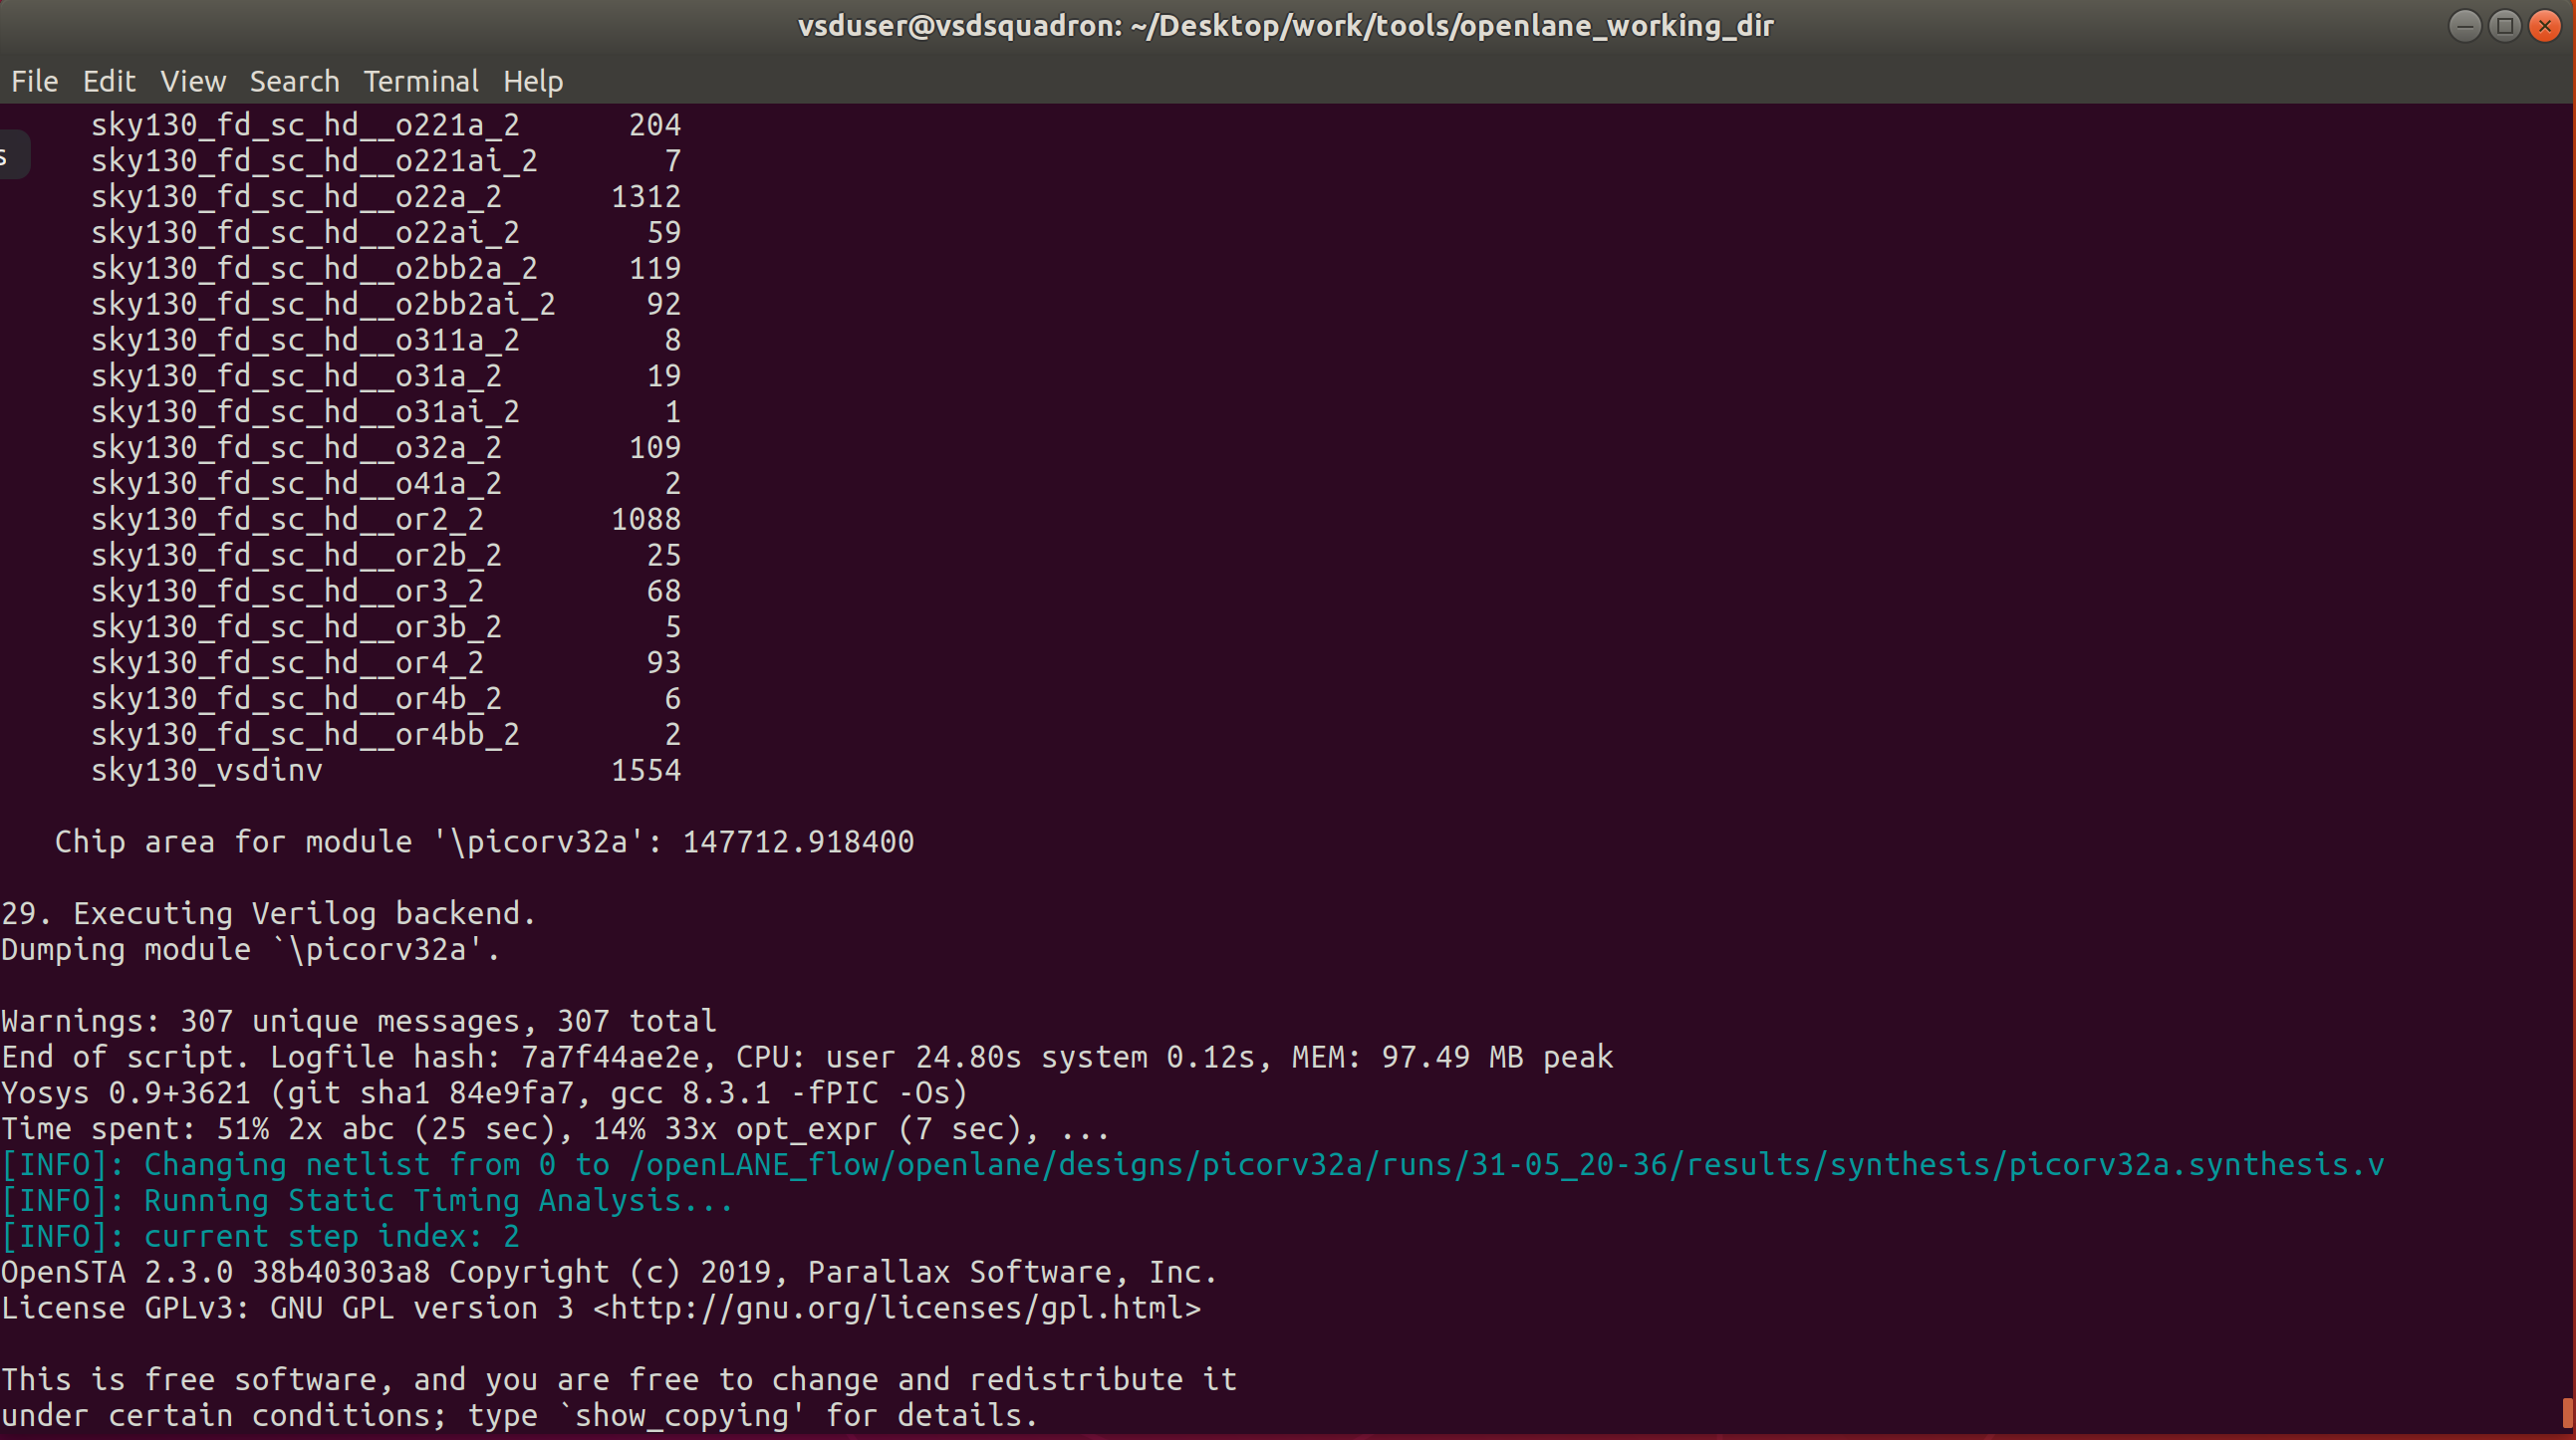 vsduser@vsdsquadron: ~/Desktop/work/tools/openlane_working_dir
File Edit View Search Terminal Help
sky130_fd_sc_hd__o221a_2 204
s
sky130_fd_sc_hd__o221ai_2 7
sky130_fd_sc_hd__o22a_2 1312
sky130_fd_sc_hd__o22ai_2 59
sky130_fd_sc_hd__o2bb2a_2 119
sky130_fd_sc_hd__o2bb2ai_2 92
sky130_fd_sc_hd__o311a_2 8
sky130_fd_sc_hd__o31a_2 19
sky130_fd_sc_hd__o31ai_2 1
sky130_fd_sc_hd__o32a_2 109
sky130_fd_sc_hd__o41a_2 2
sky130_fd_sc_hd__or2_2 1088
sky130_fd_sc_hd__or2b_2 25
sky130_fd_sc_hd__or3_2 68
sky130_fd_sc_hd__or3b_2 5
sky130_fd_sc_hd__or4_2 93
sky130_fd_sc_hd__or4b_2 6
sky130_fd_sc_hd__or4bb_2 2
sky130_vsdinv 1554
Chip area for module '\picorv32a': 147712.918400
29. Executing Verilog backend.
Dumping module `\picorv32a'.
Warnings: 307 unique messages, 307 total
End of script. Logfile hash: 7a7f44ae2e, CPU: user 24.80s system 0.12s, MEM: 97.49 MB peak
Yosys 0.9+3621 (git sha1 84e9fa7, gcc 8.3.1 -fPIC -Os)
Time spent: 51% 2x abc (25 sec), 14% 33x opt_expr (7 sec), ...
[INFO]: Changing netlist from 0 to /openLANE_flow/openlane/designs/picorv32a/runs/31-05_20-36/results/synthesis/picorv32a.synthesis.v
[INFO]: Running Static Timing Analysis...
[INFO]: current step index: 2
OpenSTA 2.3.0 38b40303a8 Copyright (c) 2019, Parallax Software, Inc.
License GPLv3: GNU GPL version 3 <http://gnu.org/licenses/gpl.html>
This is free software, and you are free to change and redistribute it
under certain conditions; type `show_copying' for details.